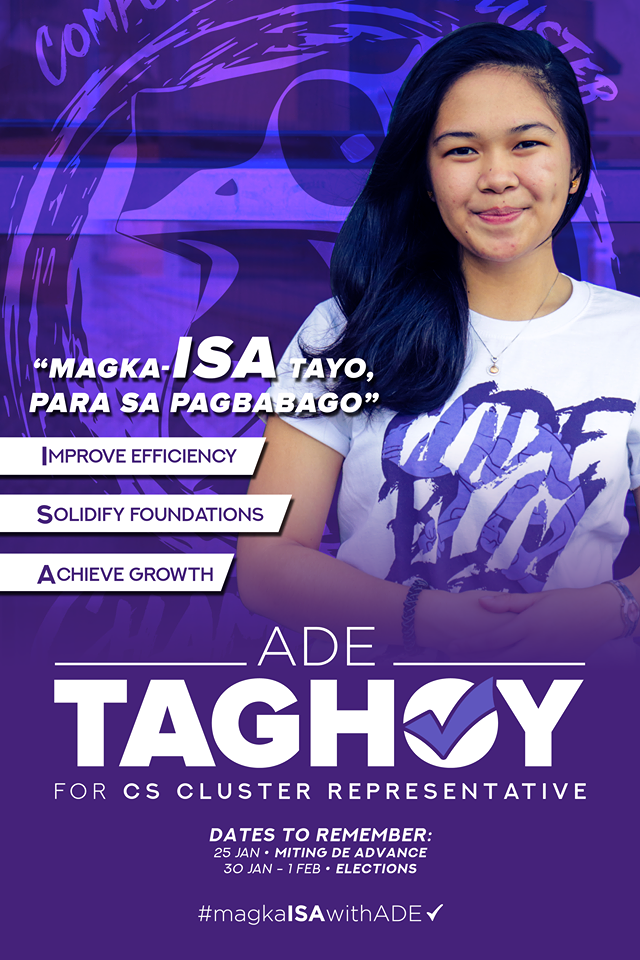 "MAGKA-ISA TAYO,
PARA SA PAGBABAGO"
IMPROVE EFFICIENCY
SOLIDIFY FOUNDATIONS
ACHIEVE GROWTH
ADE
TAGHOY
FOR CS CLUSTER REPRESENTATIVE
DATES TO REMEMBER:
25 JAN • MITING DE ADVANCE
30 JAN – 1 FEB • ELECTIONS
#magkaISAwithADE✓